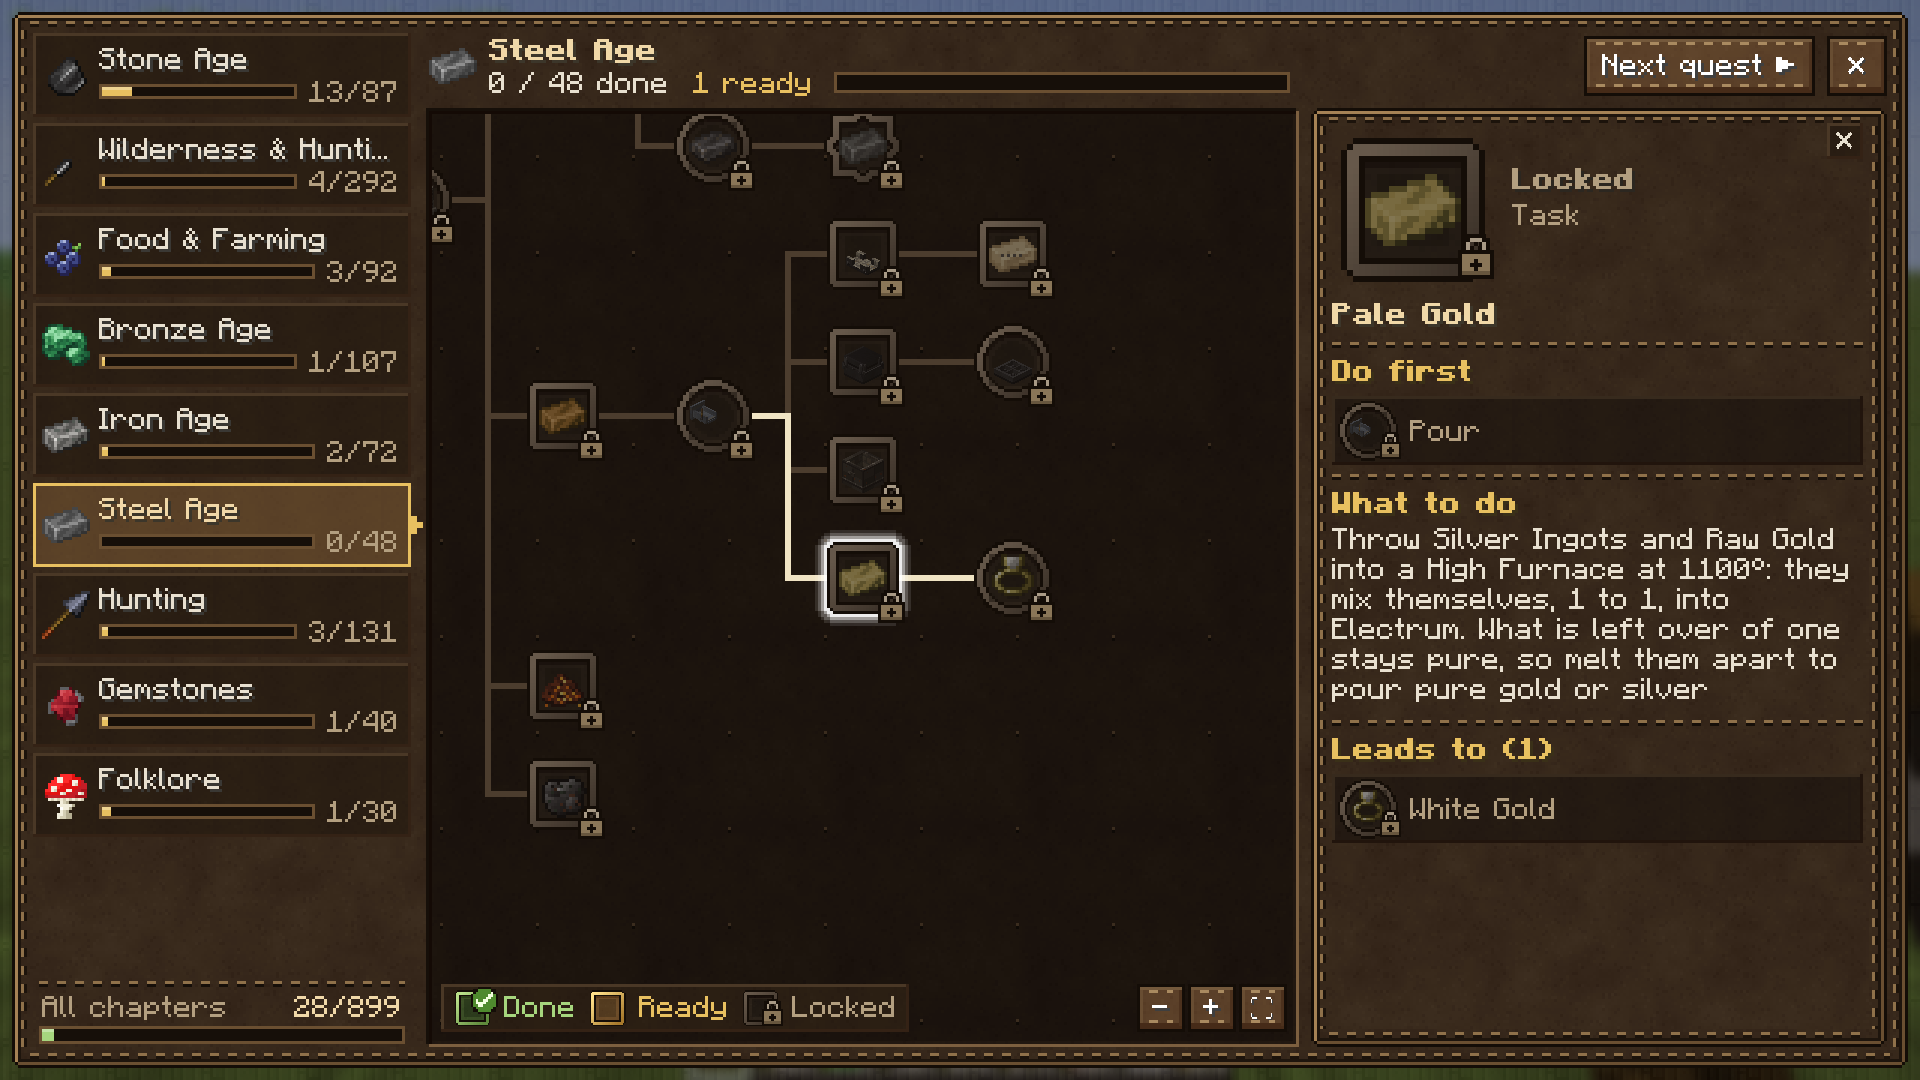 Stone Age
13/87
Wilderness & Hunti...
4/292
Food & Farming
3/92
Bronze Age
1/107
Iron Age
2/72
Steel Age
0/48
Hunting
3/131
Gemstones
1/40
Folklore
1/30
All chapters 28/899
Steel Age
0 / 48 done 1 ready
Next quest
Done Ready Locked
Locked
Task
Pale Gold
Do first
Pour
What to do
Throw Silver Ingots and Raw Gold
into a High Furnace at 1100°: they
mix themselves, 1 to 1, into
Electrum. What is left over of one
stays pure, so melt them apart to
pour pure gold or silver
Leads to (1)
White Gold